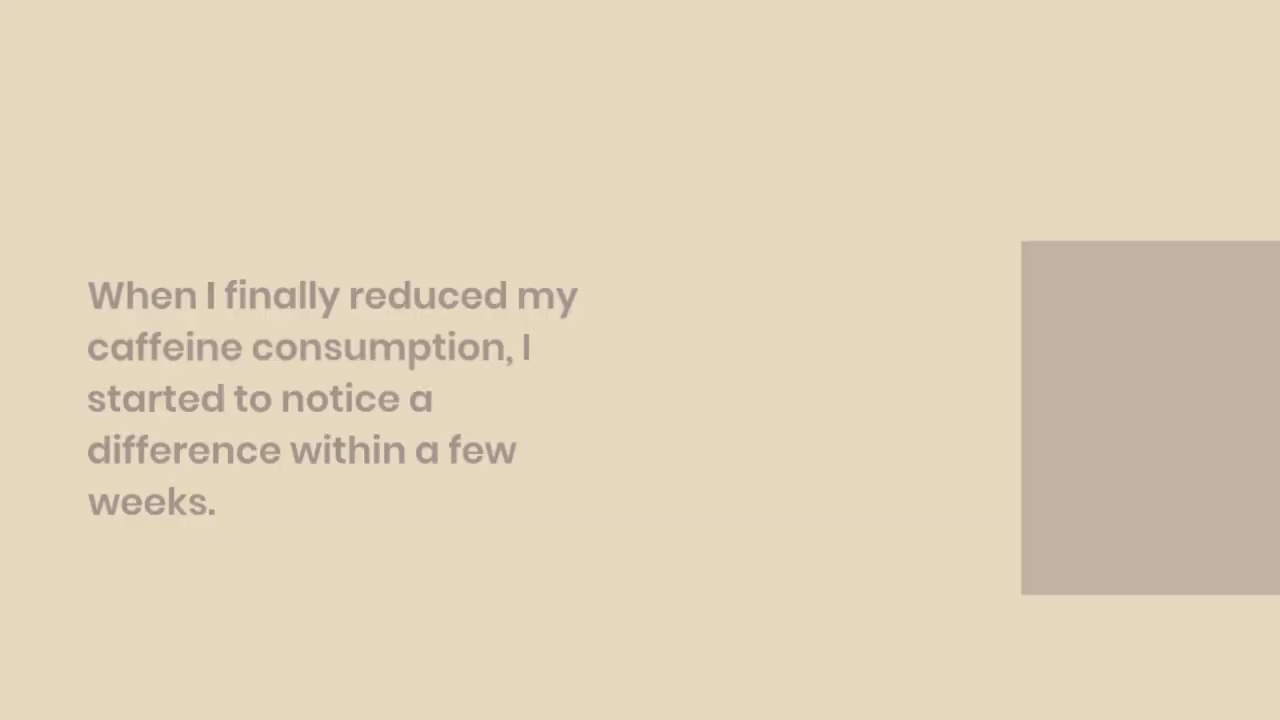 When I finally reduced my
caffeine consumption, I
started to notice a
difference within a few
weeks.